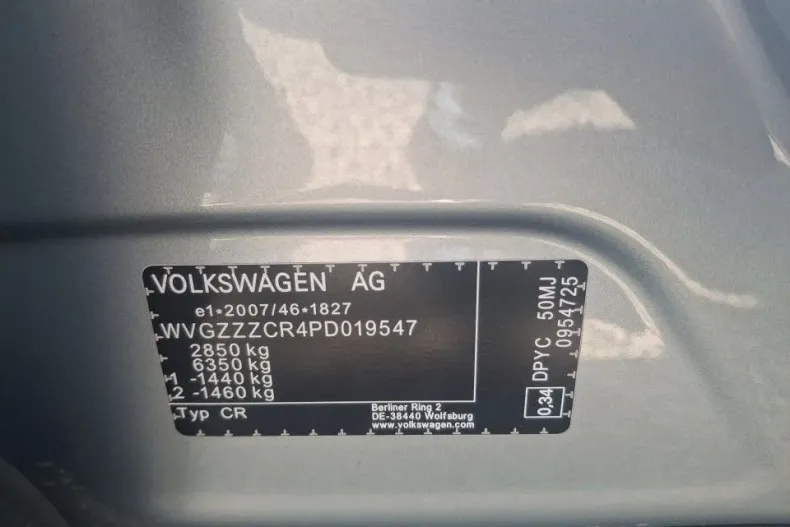 VOLKSWAGEN AG
e1*2007/46*1827
WVGZZZCR4PD019547
2850 kg
6350 kg
1 -1440 kg
2 -1460 kg
Typ CR
Berliner Ring 2
DE-38440 Wolfsburg
www.volkswagen.com
0,34
DPYC 50MJ
0954725